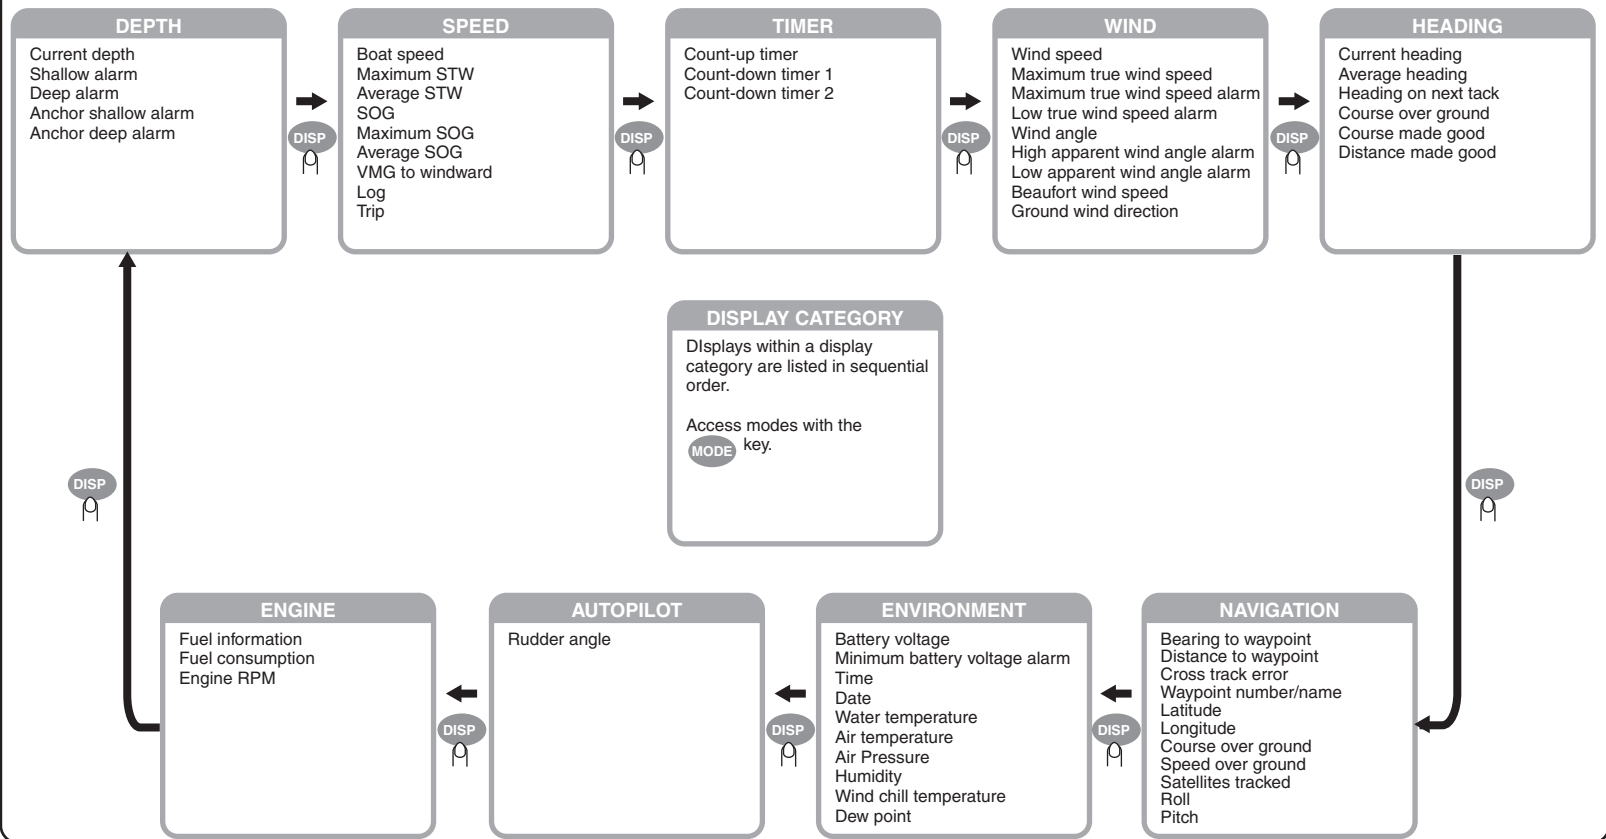 DEPTH
Current depth
Shallow alarm
Deep alarm
Anchor shallow alarm
Anchor deep alarm
DISP
SPEED
Boat speed
Maximum STW
Average STW
SOG
Maximum SOG
Average SOG
VMG to windward
Log
Trip
DISP
TIMER
Count-up timer
Count-down timer 1
Count-down timer 2
DISP
WIND
Wind speed
Maximum true wind speed
Maximum true wind speed alarm
Low true wind speed alarm
Wind angle
High apparent wind angle alarm
Low apparent wind angle alarm
Beaufort wind speed
Ground wind direction
DISP
HEADING
Current heading
Average heading
Heading on next tack
Course over ground
Course made good
Distance made good
DISPLAY CATEGORY
DIsplays within a display
category are listed in sequential
order.
Access modes with the
MODE key.
DISP
DISP
ENGINE
Fuel information
Fuel consumption
Engine RPM
DISP
AUTOPILOT
Rudder angle
DISP
ENVIRONMENT
Battery voltage
Minimum battery voltage alarm
Time
Date
Water temperature
Air temperature
Air Pressure
Humidity
Wind chill temperature
Dew point
DISP
NAVIGATION
Bearing to waypoint
Distance to waypoint
Cross track error
Waypoint number/name
Latitude
Longitude
Course over ground
Speed over ground
Satellites tracked
Roll
Pitch